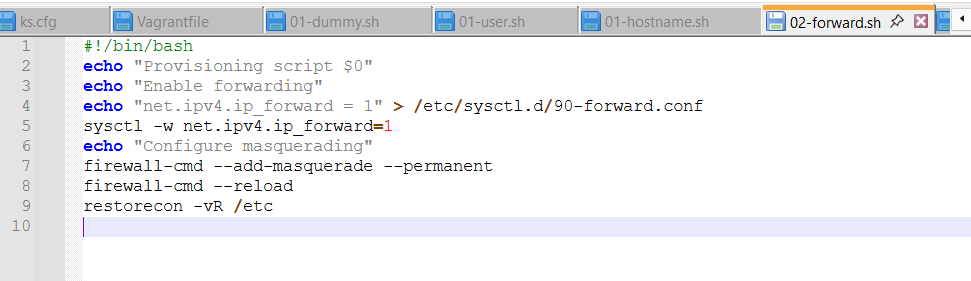 ks.cfg Vagrantfile 01-dummy.sh 01-user.sh 01-hostname.sh 02-forward.sh
1 #!/bin/bash
2 echo "Provisioning script $0"
3 echo "Enable forwarding"
4 echo "net.ipv4.ip_forward = 1" > /etc/sysctl.d/90-forward.conf
5 sysctl -w net.ipv4.ip_forward=1
6 echo "Configure masquerading"
7 firewall-cmd --add-masquerade --permanent
8 firewall-cmd --reload
9 restorecon -vR /etc
10